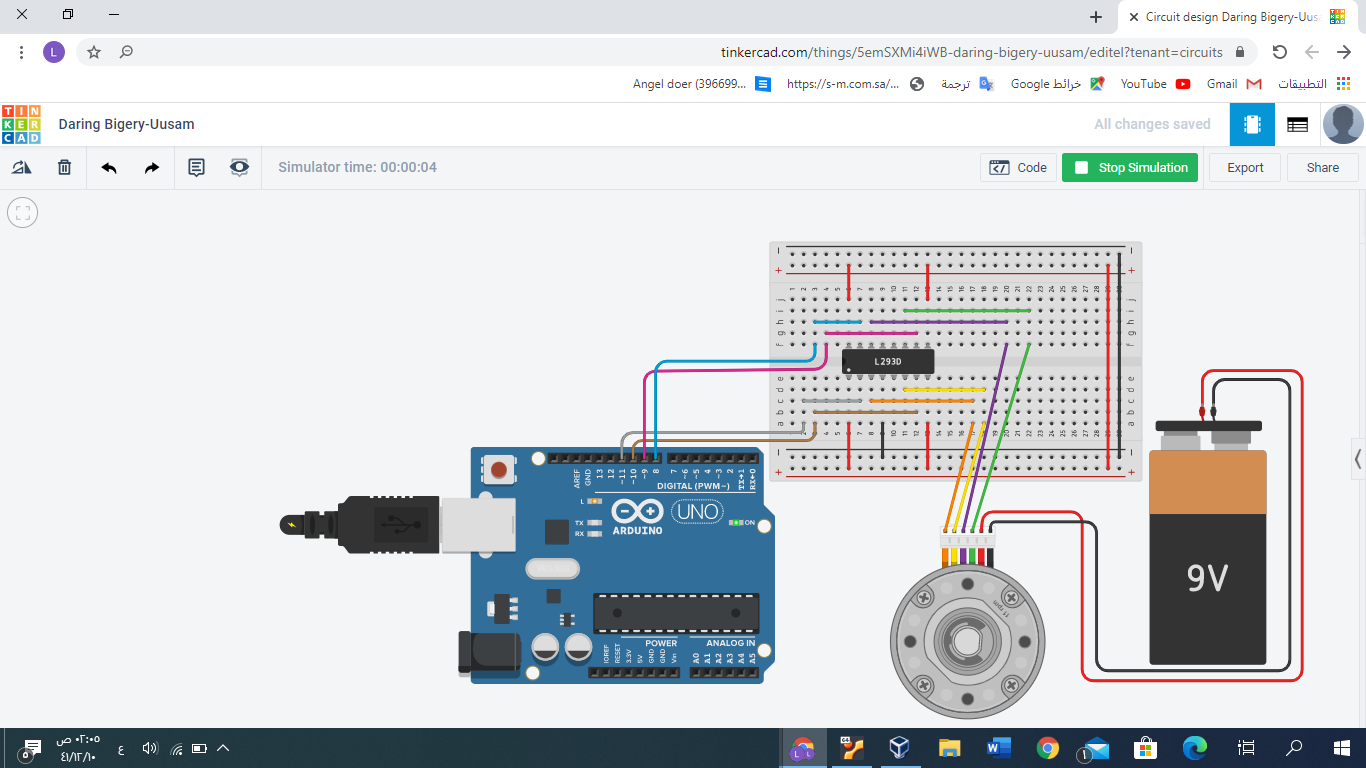 Circuit design Daring Bigery-Uus
tinkercad.com/things/5emSXMi4iWB-daring-bigery-uusam/editel?tenant=circuits
L
Angel doer (396699...
https://s-m.com.sa/...
ترجمة
خرائط Google
YouTube
Gmail
التطبيقات
TIN
KER
CAD
Daring Bigery-Uusam
All changes saved
Simulator time: 00:00:04
Code
Stop Simulation
Export
Share
L293D
AREF
GND
13
12
~11
~10
~9
8
7
~6
~5
4
~3
2
TX→1
RX←0
DIGITAL (PWM~)
L
TX
RX
ARDUINO
UNO
ON
POWER
ANALOG IN
IOREF
RESET
3.3V
5V
GND
GND
Vin
A0
A1
A2
A3
A4
A5
9V
٠٢:٠٥ ص
٤١/١٢/١٠
ع